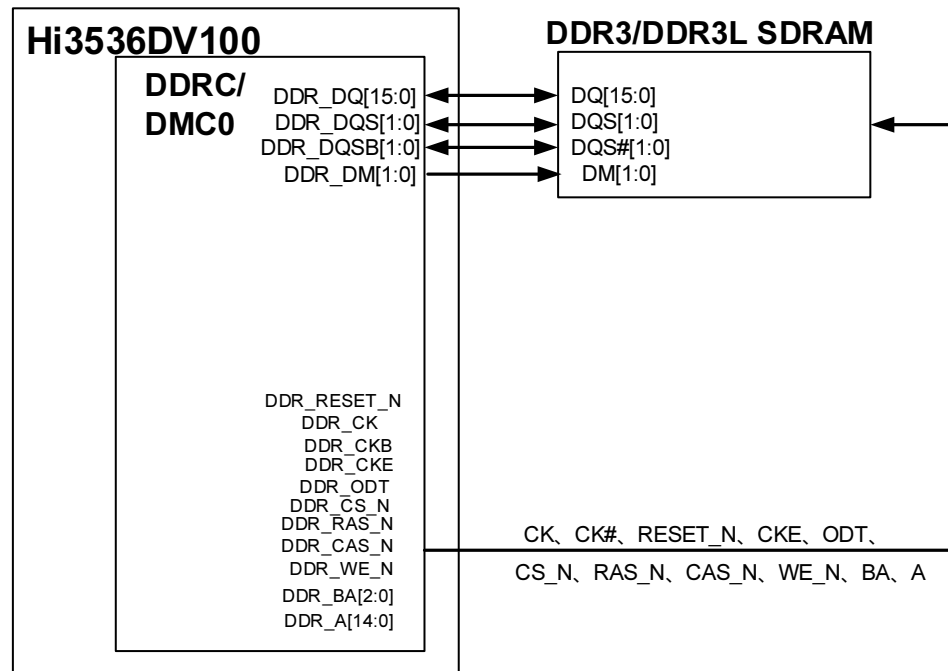 Hi3536DV100
DDR3/DDR3L SDRAM
DDRC/
DMC0
DDR_DQ[15:0]
DDR_DQS[1:0]
DDR_DQSB[1:0]
DDR_DM[1:0]
DQ[15:0]
DQS[1:0]
DQS#[1:0]
DM[1:0]
DDR_RESET_N
DDR_CK
DDR_CKB
DDR_CKE
DDR_ODT
DDR_CS_N
DDR_RAS_N
DDR_CAS_N
DDR_WE_N
DDR_BA[2:0]
DDR_A[14:0]
CK、CK#、RESET_N、CKE、ODT、
CS_N、RAS_N、CAS_N、WE_N、BA、A